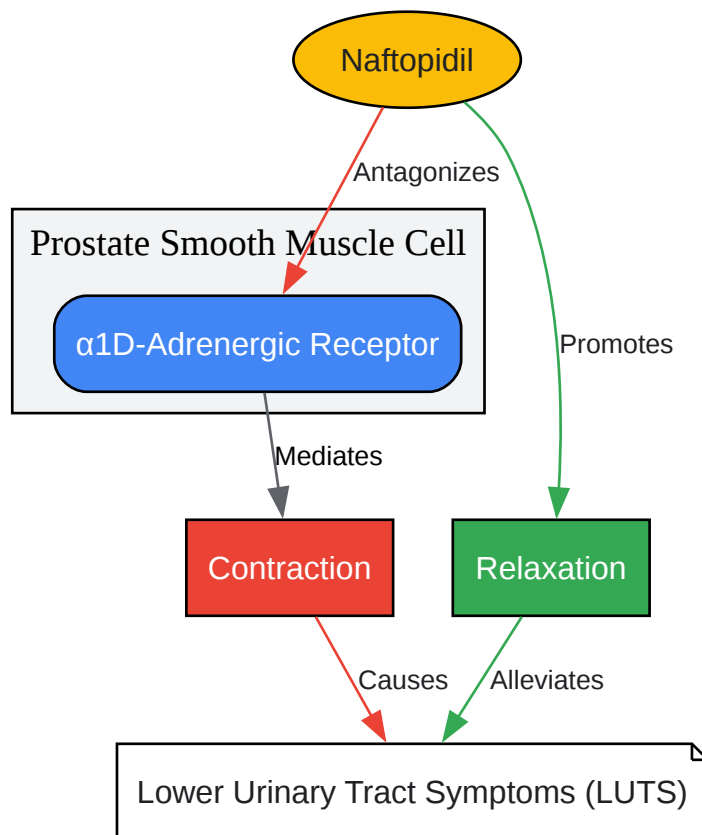 Naftopidil
Antagonizes
Prostate Smooth Muscle Cell
α1D-Adrenergic Receptor
Promotes
Mediates
Contraction
Relaxation
Causes
Alleviates
Lower Urinary Tract Symptoms (LUTS)